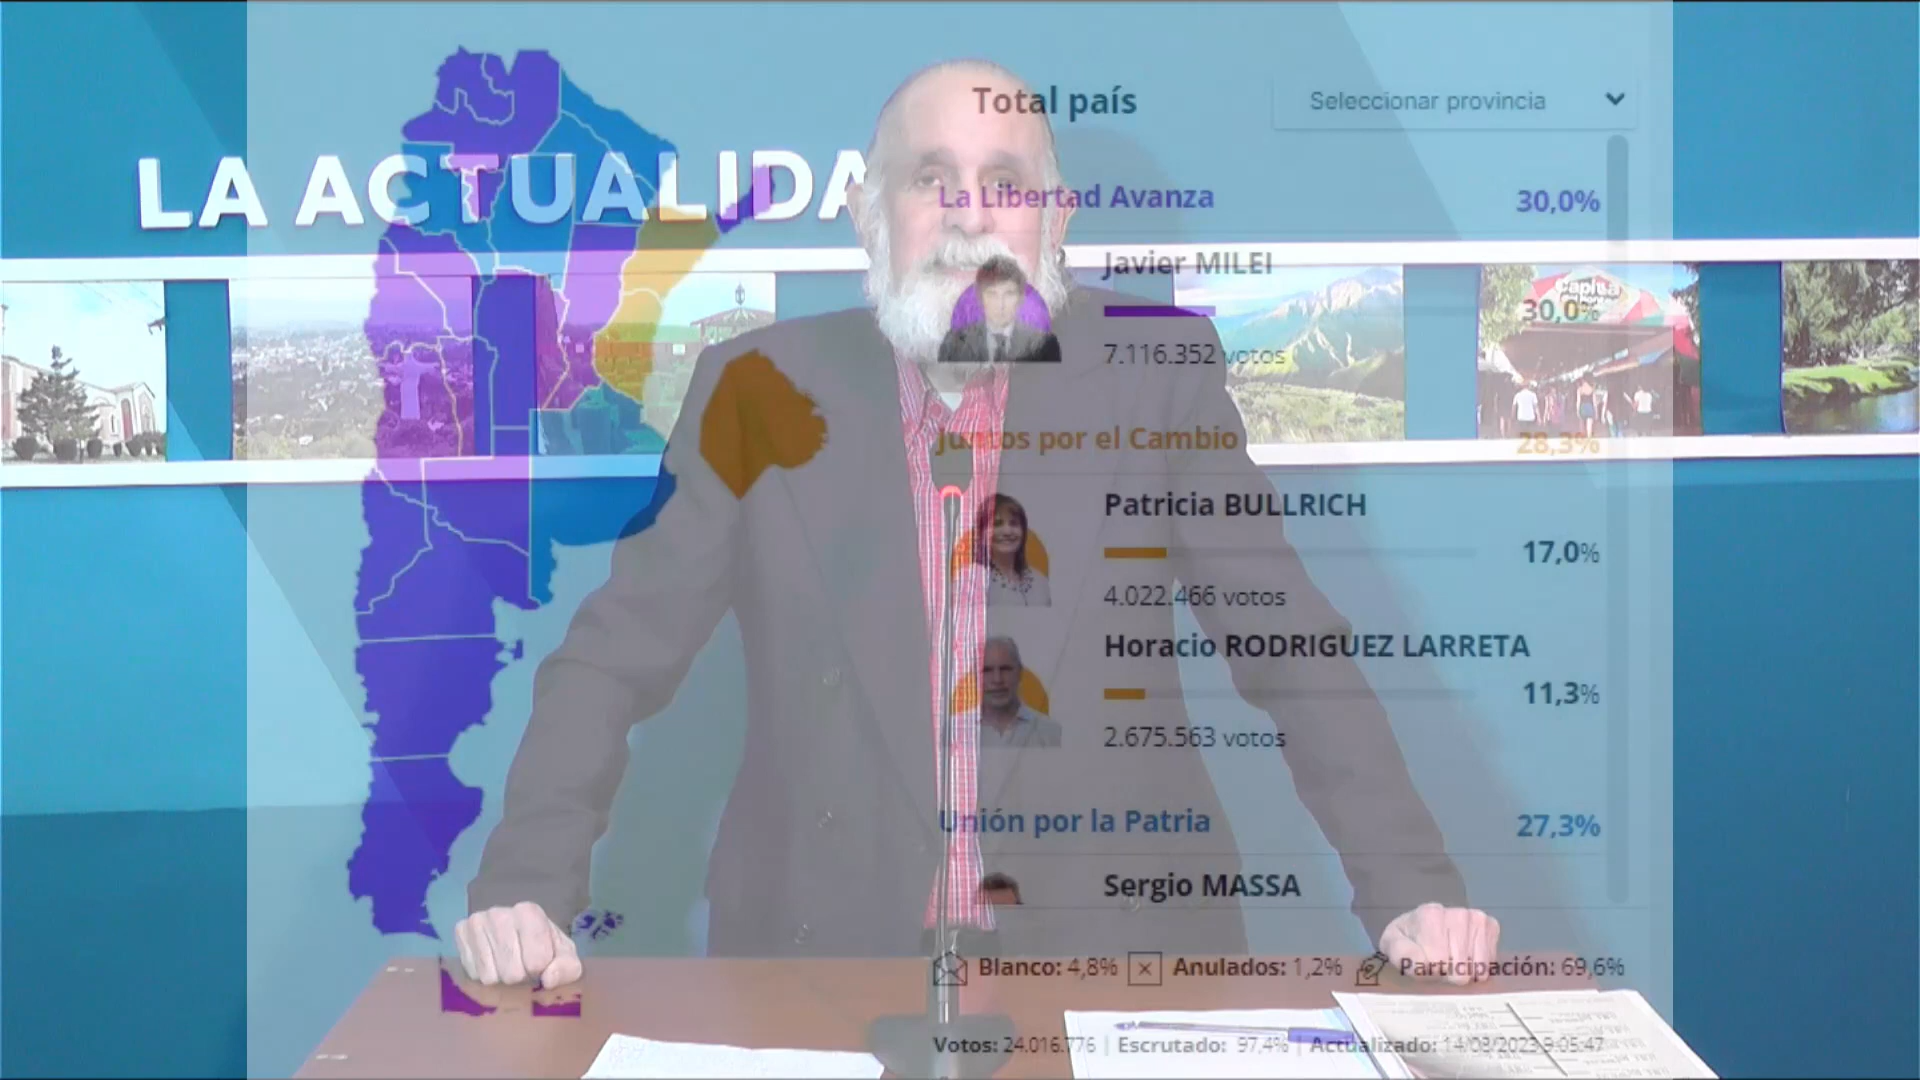 LA ACTUALIDA
Total país
Seleccionar provincia
La Libertad Avanza 30,0%
Javier MILEI
30,0%
7.116.352 votos
Juntos por el Cambio 28,3%
Patricia BULLRICH
17,0%
4.022.466 votos
Horacio RODRIGUEZ LARRETA
11,3%
2.675.563 votos
Unión por la Patria 27,3%
Sergio MASSA
Blanco: 4,8% Anulados: 1,2% Participación: 69,6%
Votos: 24.016.776 | Escrutado: 97,4% | Actualizado: 14/08/2023 9:05:47
Capilla